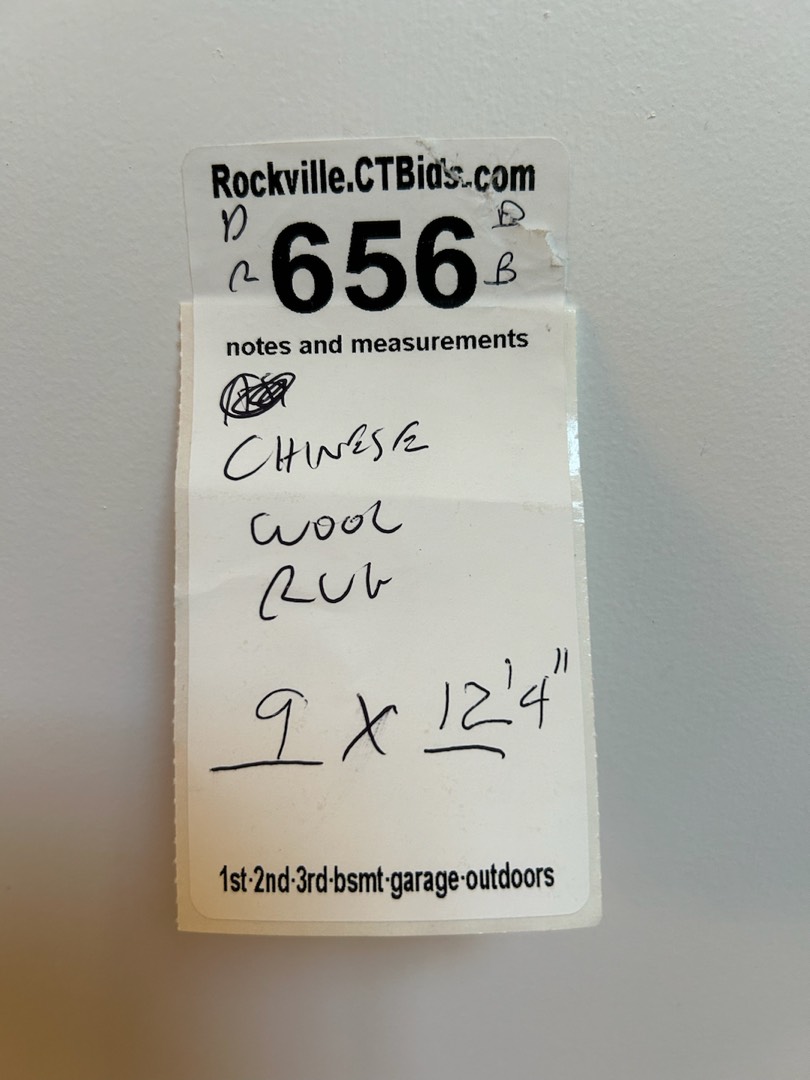 Rockville.CTBids.com
D D
R 656 B
notes and measurements
CHINESE
WOOL
RUG
9 X 12'4"
1st·2nd·3rd·bsmt·garage·outdoors